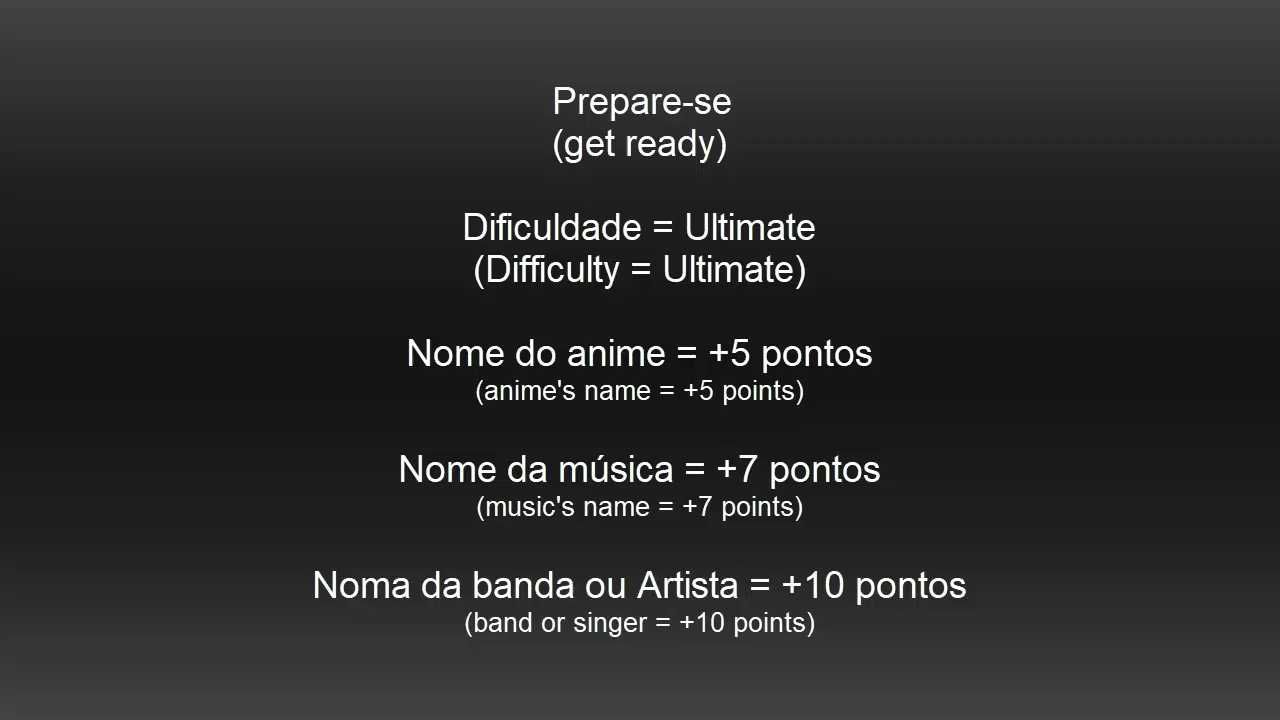 Prepare-se
(get ready)
Dificuldade = Ultimate
(Difficulty = Ultimate)
Nome do anime = +5 pontos
(anime's name = +5 points)
Nome da música = +7 pontos
(music's name = +7 points)
Noma da banda ou Artista = +10 pontos
(band or singer = +10 points)